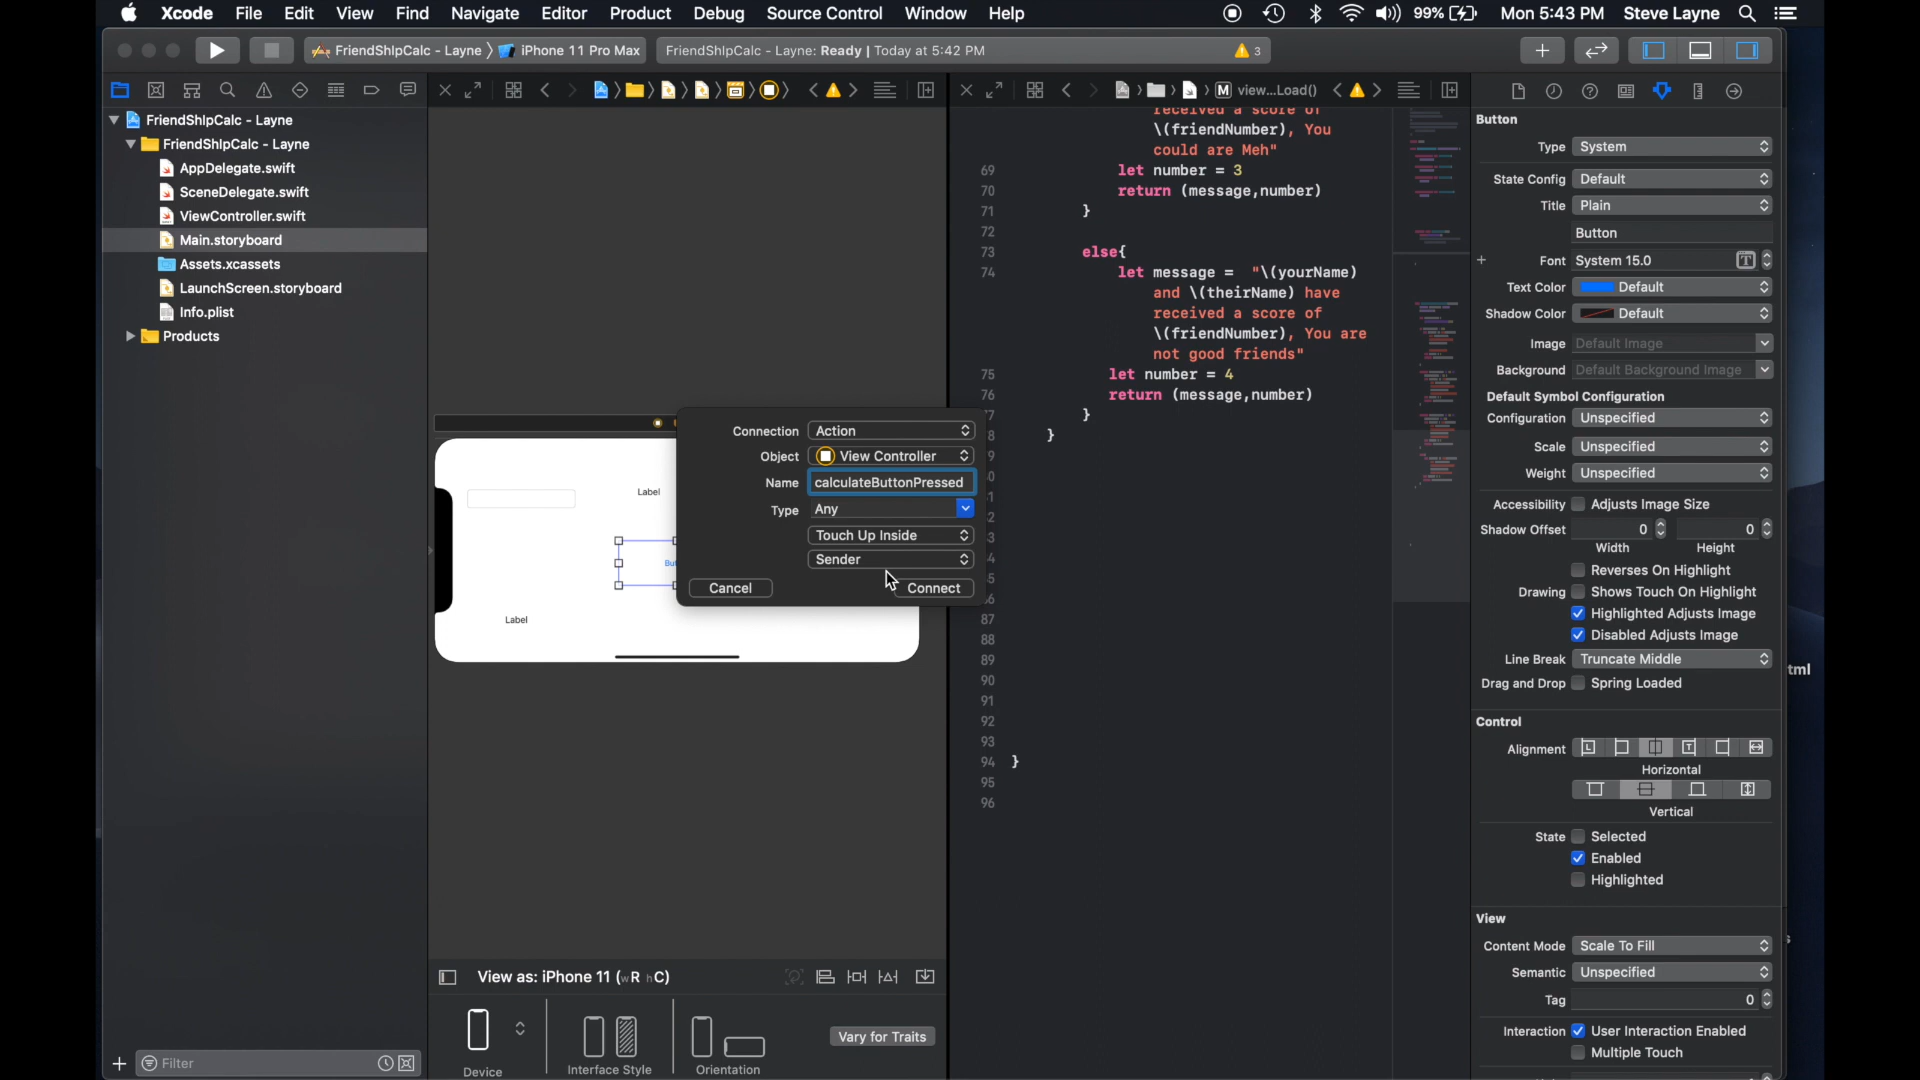 Xcode File Edit View Find Navigate Editor Product Debug Source Control Window Help 99% Mon 5:43 PM Steve Layne
FriendShIpCalc - Layne iPhone 11 Pro Max
FriendShIpCalc - Layne: Ready | Today at 5:42 PM 3
M view...Load()
FriendShIpCalc - Layne
FriendShIpCalc - Layne
AppDelegate.swift
SceneDelegate.swift
ViewController.swift
Main.storyboard
Assets.xcassets
LaunchScreen.storyboard
Info.plist
Products
Filter
Label
Label
Connection Action
Object View Controller
Name calculateButtonPressed
Type Any
Touch Up Inside
Sender
Cancel Connect
View as: iPhone 11 (wR hC)
Device
Interface Style
Orientation
Vary for Traits
received a score of
\(friendNumber), You
could are Meh"
69 let number = 3
70 return (message,number)
71 }
72
73 else{
74 let message = "\(yourName)
and \(theirName) have
received a score of
\(friendNumber), You are
not good friends"
75 let number = 4
76 return (message,number)
}
}
87
88
89
90
91
92
93
94 }
95
96
Button
Type System
State Config Default
Title Plain
Button
Font System 15.0
Text Color Default
Shadow Color Default
Image Default Image
Background Default Background Image
Default Symbol Configuration
Configuration Unspecified
Scale Unspecified
Weight Unspecified
Accessibility Adjusts Image Size
Shadow Offset 0 0
Width Height
Reverses On Highlight
Drawing Shows Touch On Highlight
Highlighted Adjusts Image
Disabled Adjusts Image
Line Break Truncate Middle
Drag and Drop Spring Loaded
Control
Alignment
Horizontal
Vertical
State Selected
Enabled
Highlighted
View
Content Mode Scale To Fill
Semantic Unspecified
Tag 0
Interaction User Interaction Enabled
Multiple Touch
tml